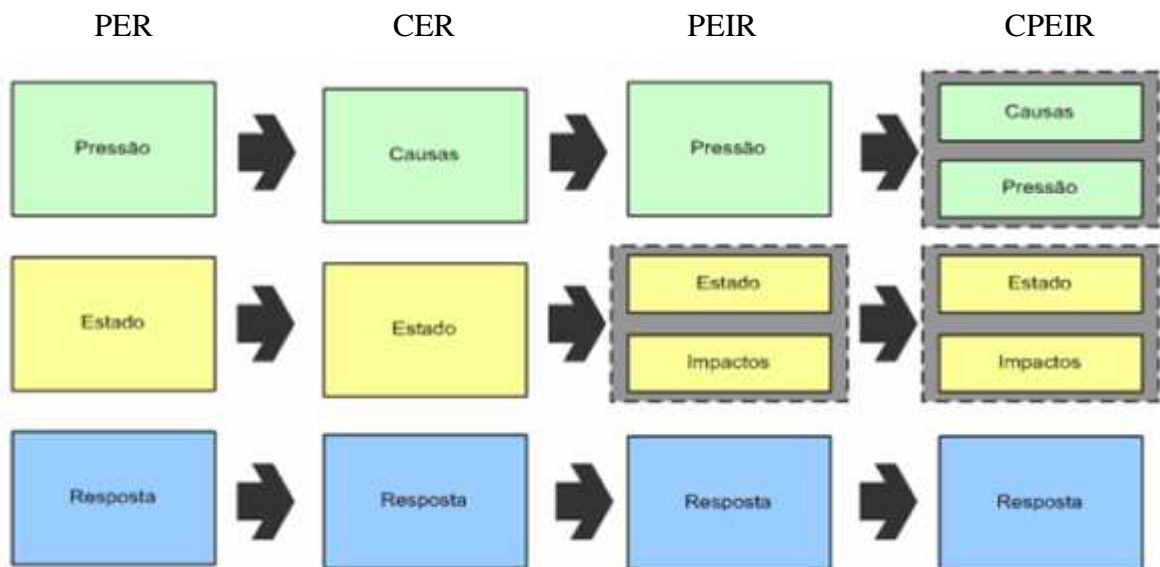 PER CER PEIR CPEIR
Pressão Causas Pressão Causas
Pressão
Estado Estado Estado Estado
Impactos Impactos
Resposta Resposta Resposta Resposta